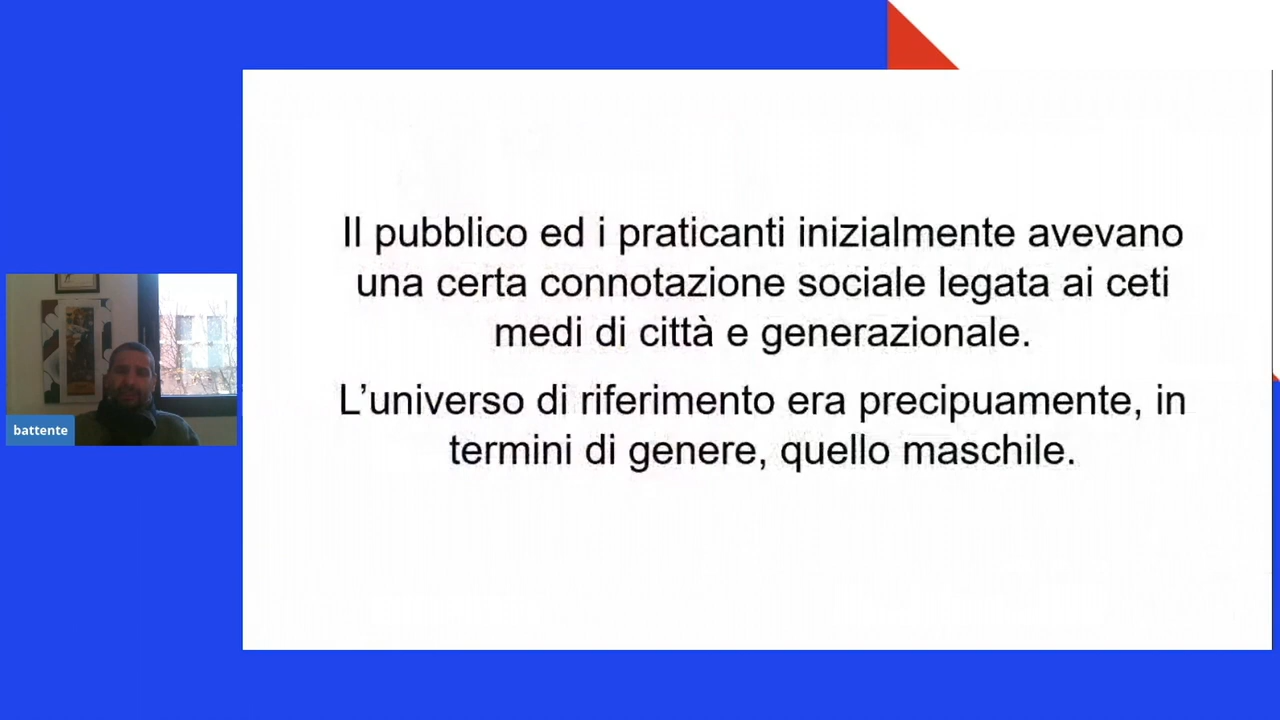 Il pubblico ed i praticanti inizialmente avevano
una certa connotazione sociale legata ai ceti
medi di città e generazionale.
L’universo di riferimento era precipuamente, in
termini di genere, quello maschile.
battente